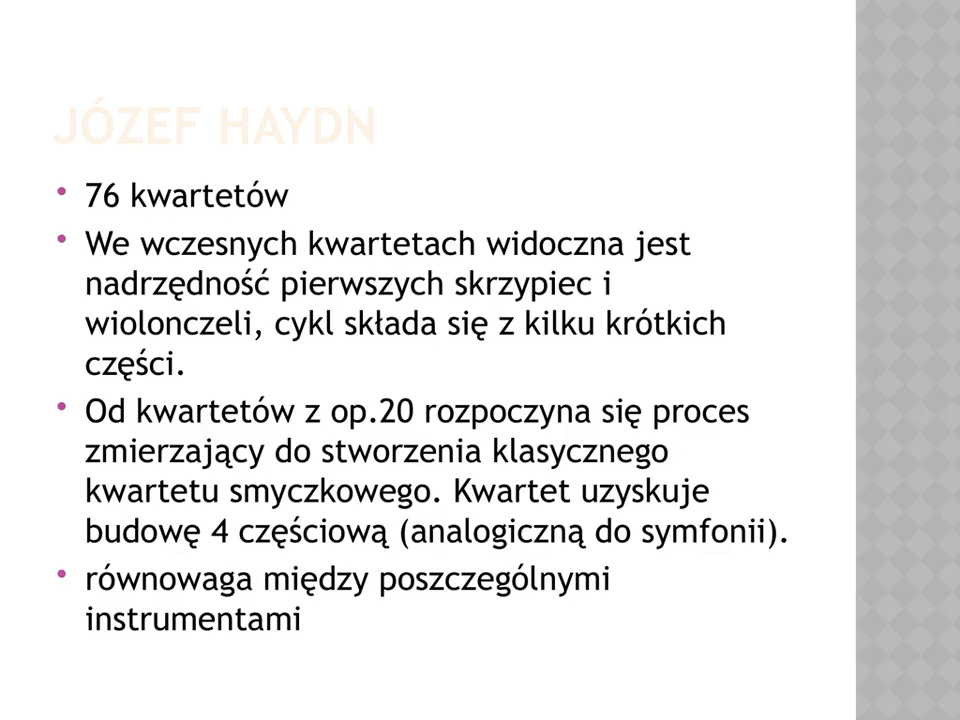 JÓZEF HAYDN
• 76 kwartetów
• We wczesnych kwartetach widoczna jest
nadrzędność pierwszych skrzypiec i
wiolonczeli, cykl składa się z kilku krótkich
części.
• Od kwartetów z op.20 rozpoczyna się proces
zmierzający do stworzenia klasycznego
kwartetu smyczkowego. Kwartet uzyskuje
budowę 4 częściową (analogiczną do symfonii).
• równowaga między poszczególnymi
instrumentami